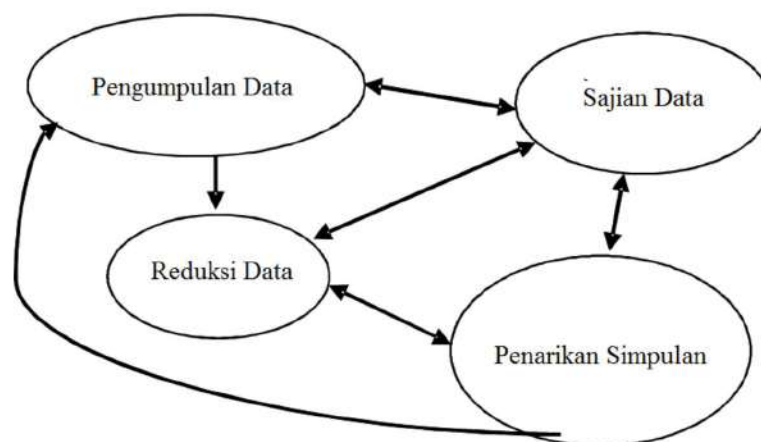 Pengumpulan Data
Sajian Data
Reduksi Data
Penarikan Simpulan